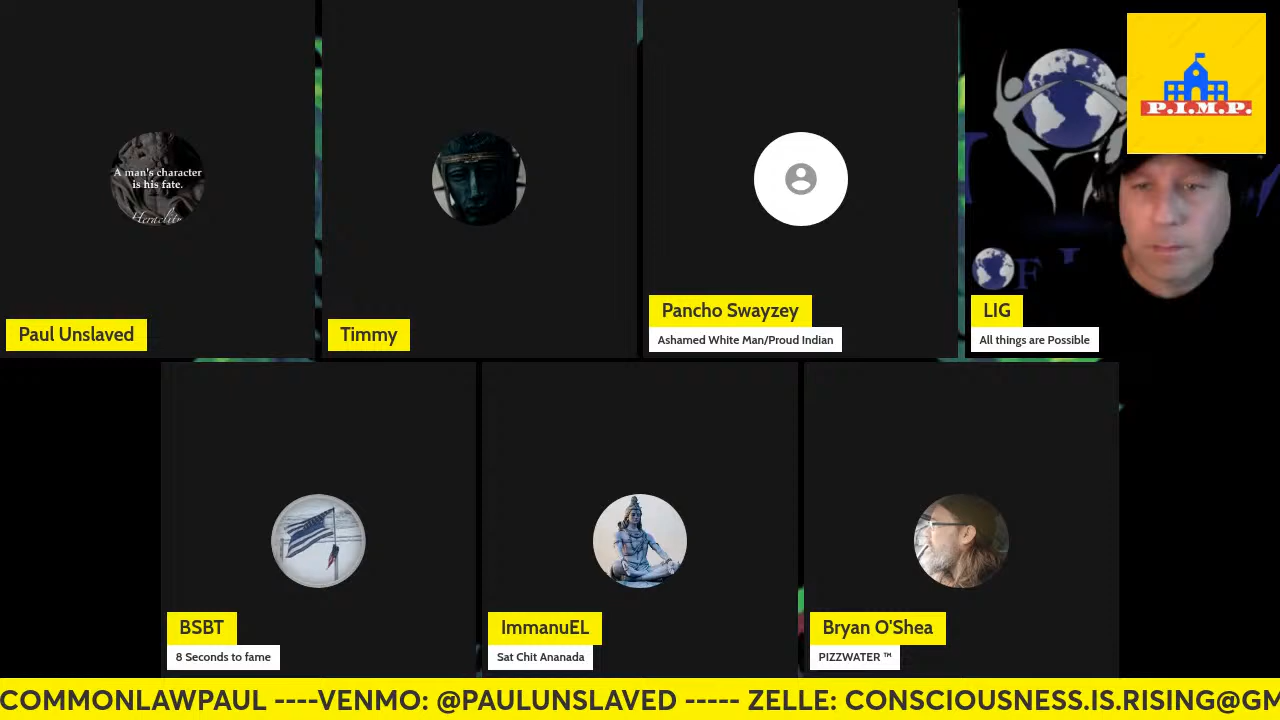 A man's character
is his fate.
P.I.M.P.
Paul Unslaved
Timmy
Pancho Swayzey
Ashamed White Man/Proud Indian
LIG
All things are Possible
BSBT
8 Seconds to fame
ImmanuEL
Sat Chit Ananada
Bryan O'Shea
PIZZWATER ™
COMMONLAWPAUL ----VENMO: @PAULUNSLAVED ----- ZELLE: CONSCIOUSNESS.IS.RISING@GM